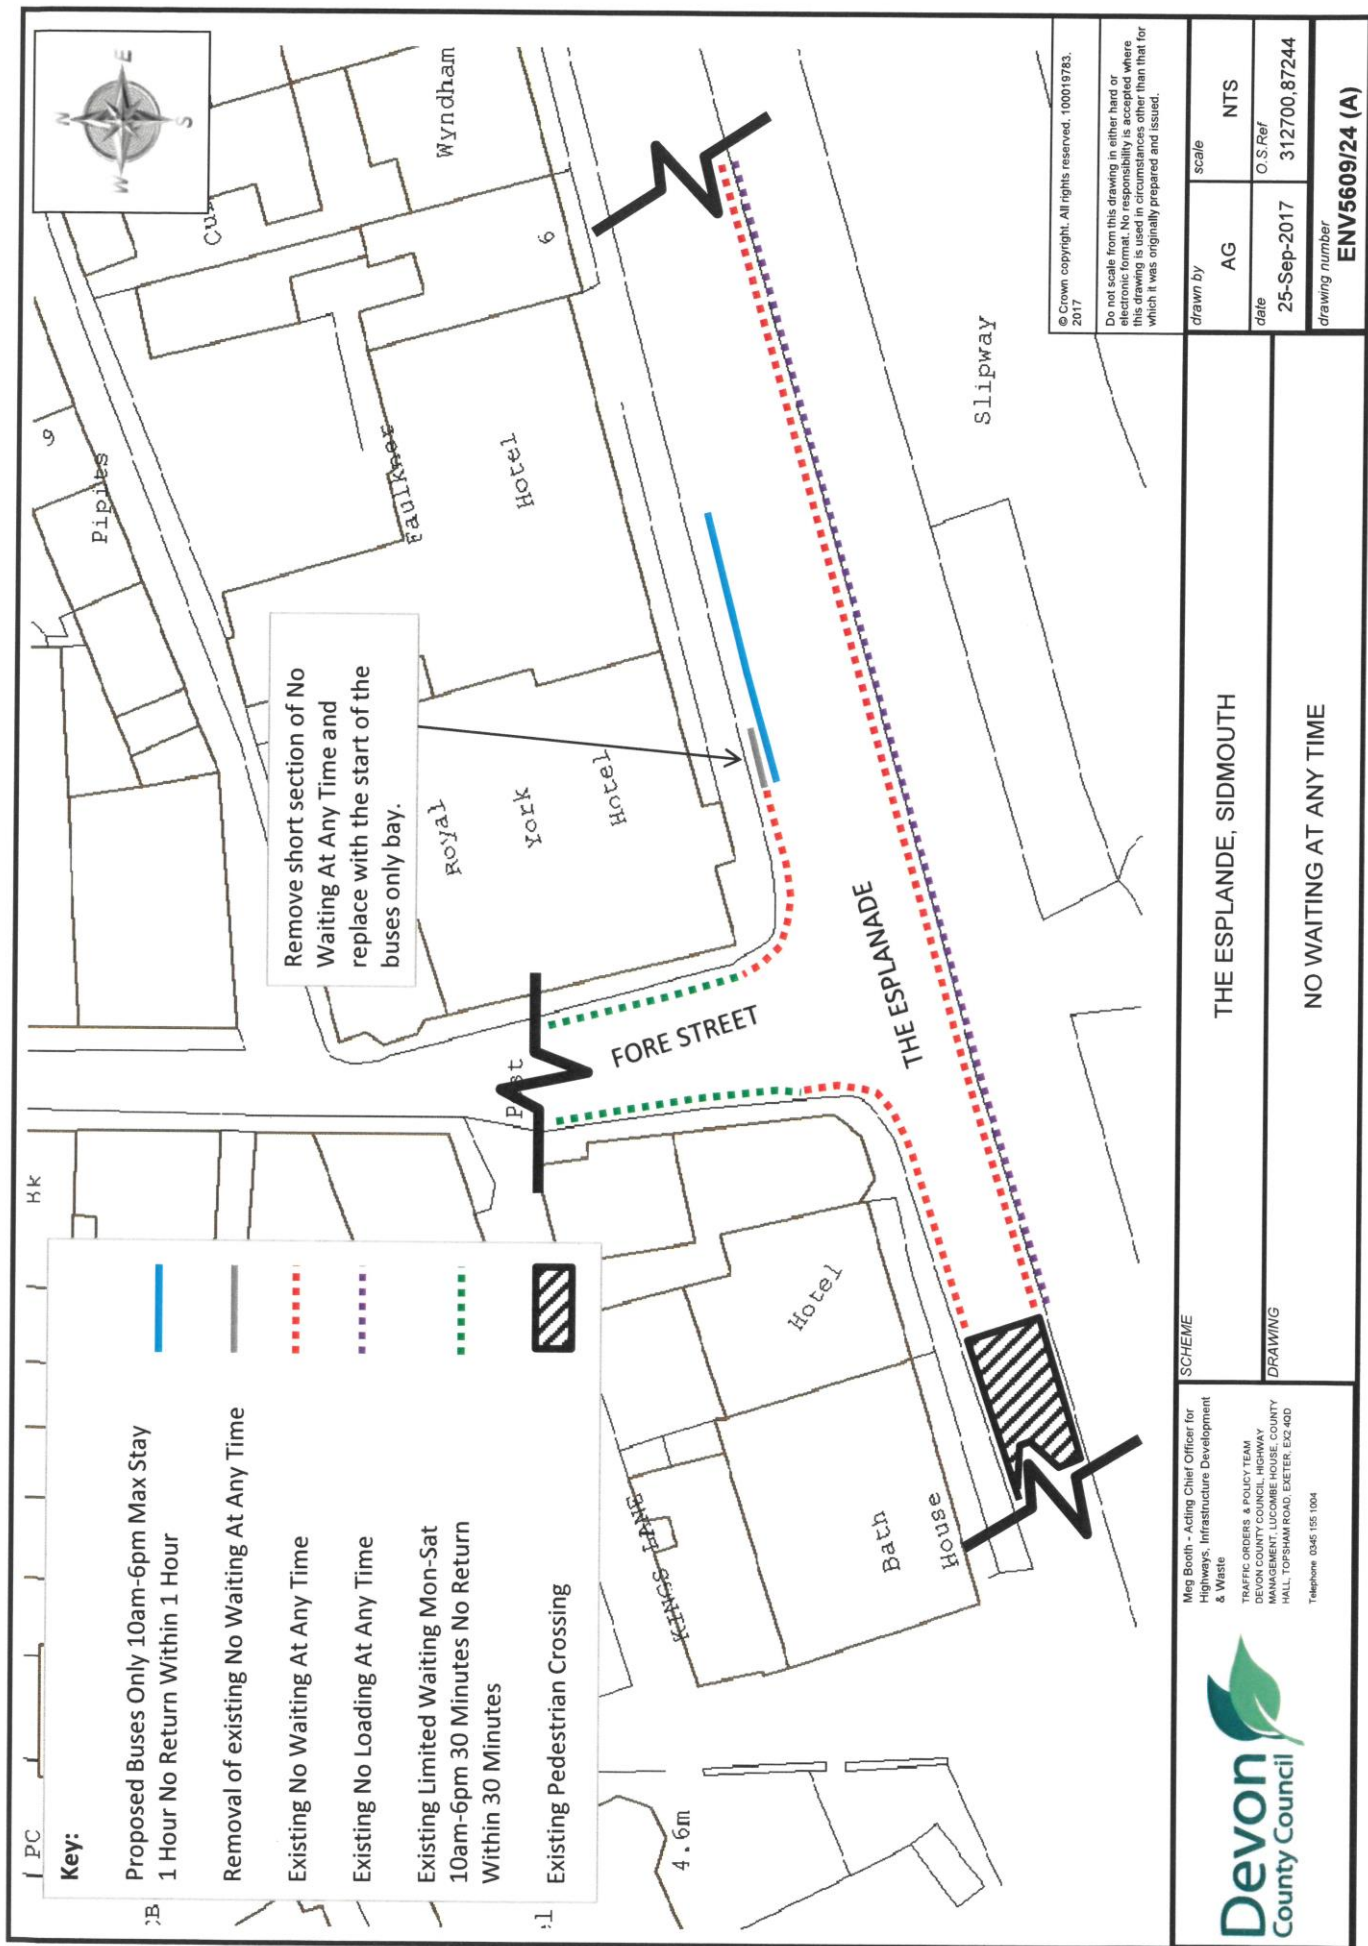 PC
Hk
Key:
Proposed Buses Only 10am-6pm Max Stay
1 Hour No Return Within 1 Hour
Removal of existing No Waiting At Any Time
Existing No Waiting At Any Time
Existing No Loading At Any Time
Existing Limited Waiting Mon-Sat
10am-6pm 30 Minutes No Return
Within 30 Minutes
Existing Pedestrian Crossing
Remove short section of No
Waiting At Any Time and
replace with the start of the
buses only bay.
N
E
S
W
9
Pipits
Wyndham
6
Faulkner
Hotel
Royal
York
Hotel
FORE STREET
THE ESPLANADE
Slipway
Hotel
KINGS LANE
Bath
House
4.6m
© Crown copyright. All rights reserved. 100019783.
2017
Do not scale from this drawing in either hard or
electronic format. No responsibility is accepted where
this drawing is used in circumstances other than that for
which it was originally prepared and issued.
Devon
County Council
Meg Booth - Acting Chief Officer for
Highways, Infrastructure Development
& Waste
TRAFFIC ORDERS & POLICY TEAM
DEVON COUNTY COUNCIL, HIGHWAY
MANAGEMENT, LUCOMBE HOUSE, COUNTY
HALL, TOPSHAM ROAD, EXETER, EX2 4QD
Telephone 0345 155 1004
SCHEME
THE ESPLANDE, SIDMOUTH
DRAWING
NO WAITING AT ANY TIME
drawn by
AG
scale
NTS
date
25-Sep-2017
O.S.Ref
312700,87244
drawing number
ENV5609/24 (A)